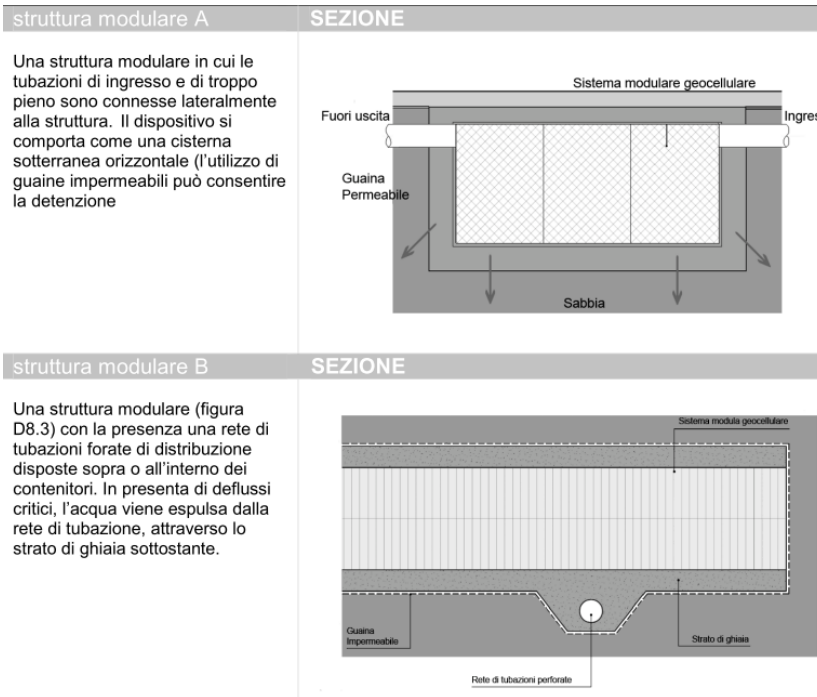 struttura modulare A
SEZIONE
Una struttura modulare in cui le
tubazioni di ingresso e di troppo
pieno sono connesse lateralmente
alla struttura. Il dispositivo si
comporta come una cisterna
sotterranea orizzontale (l'utilizzo di
guaine impermeabili può consentire
la detenzione
Sistema modulare geocellulare
Fuori uscita
Ingres
Guaina
Permeabile
Sabbia
struttura modulare B
SEZIONE
Una struttura modulare (figura
D8.3) con la presenza una rete di
tubazioni forate di distribuzione
disposte sopra o all'interno dei
contenitori. In presenta di deflussi
critici, l'acqua viene espulsa dalla
rete di tubazione, attraverso lo
strato di ghiaia sottostante.
Sistema modula geocellulare
Guaina
Impermeabile
Strato di ghiaia
Rete di tubazioni perforate